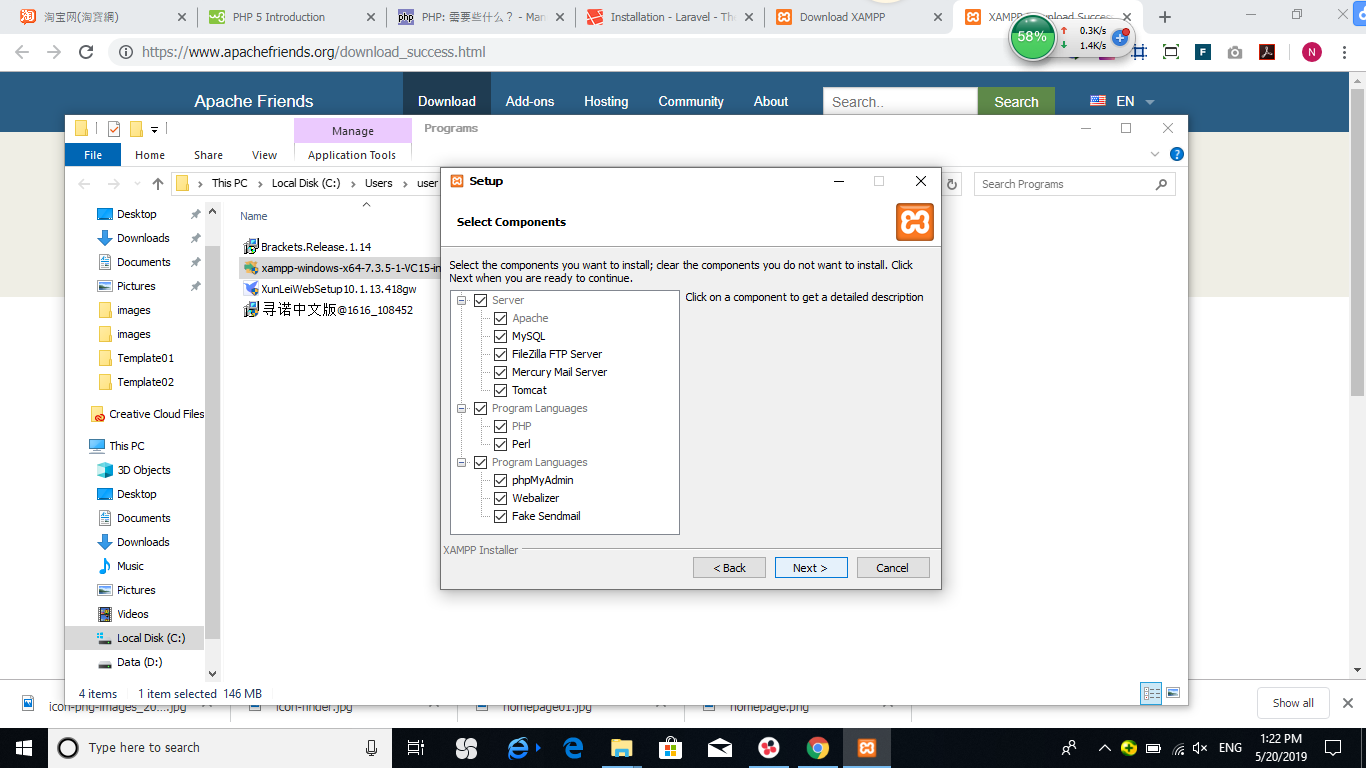 淘宝网(淘寶網)
PHP 5 Introduction
PHP: 需要些什么？ - Man
Installation - Laravel - The
Download XAMPP
XAMPP Download Success
https://www.apachefriends.org/download_success.html
58%
0.3K/s
1.4K/s
N
Apache Friends
Download
Add-ons
Hosting
Community
About
Search..
Search
EN
Manage
Programs
File
Home
Share
View
Application Tools
This PC
Local Disk (C:)
Users
user
Search Programs
Desktop
Downloads
Documents
Pictures
images
images
Template01
Template02
Creative Cloud Files
This PC
3D Objects
Desktop
Documents
Downloads
Music
Pictures
Videos
Local Disk (C:)
Data (D:)
Name
Brackets.Release.1.14
xampp-windows-x64-7.3.5-1-VC15-in
XunLeiWebSetup10.1.13.418gw
寻诺中文版@1616_108452
Setup
Select Components
Select the components you want to install; clear the components you do not want to install. Click
Next when you are ready to continue.
Server
Apache
MySQL
FileZilla FTP Server
Mercury Mail Server
Tomcat
Program Languages
PHP
Perl
Program Languages
phpMyAdmin
Webalizer
Fake Sendmail
Click on a component to get a detailed description
XAMPP Installer
< Back
Next >
Cancel
4 items
1 item selected 146 MB
icon-png-images_20....jpg
icon-finder.jpg
homepage01.jpg
homepage.png
Show all
Type here to search
ENG
1:22 PM
5/20/2019